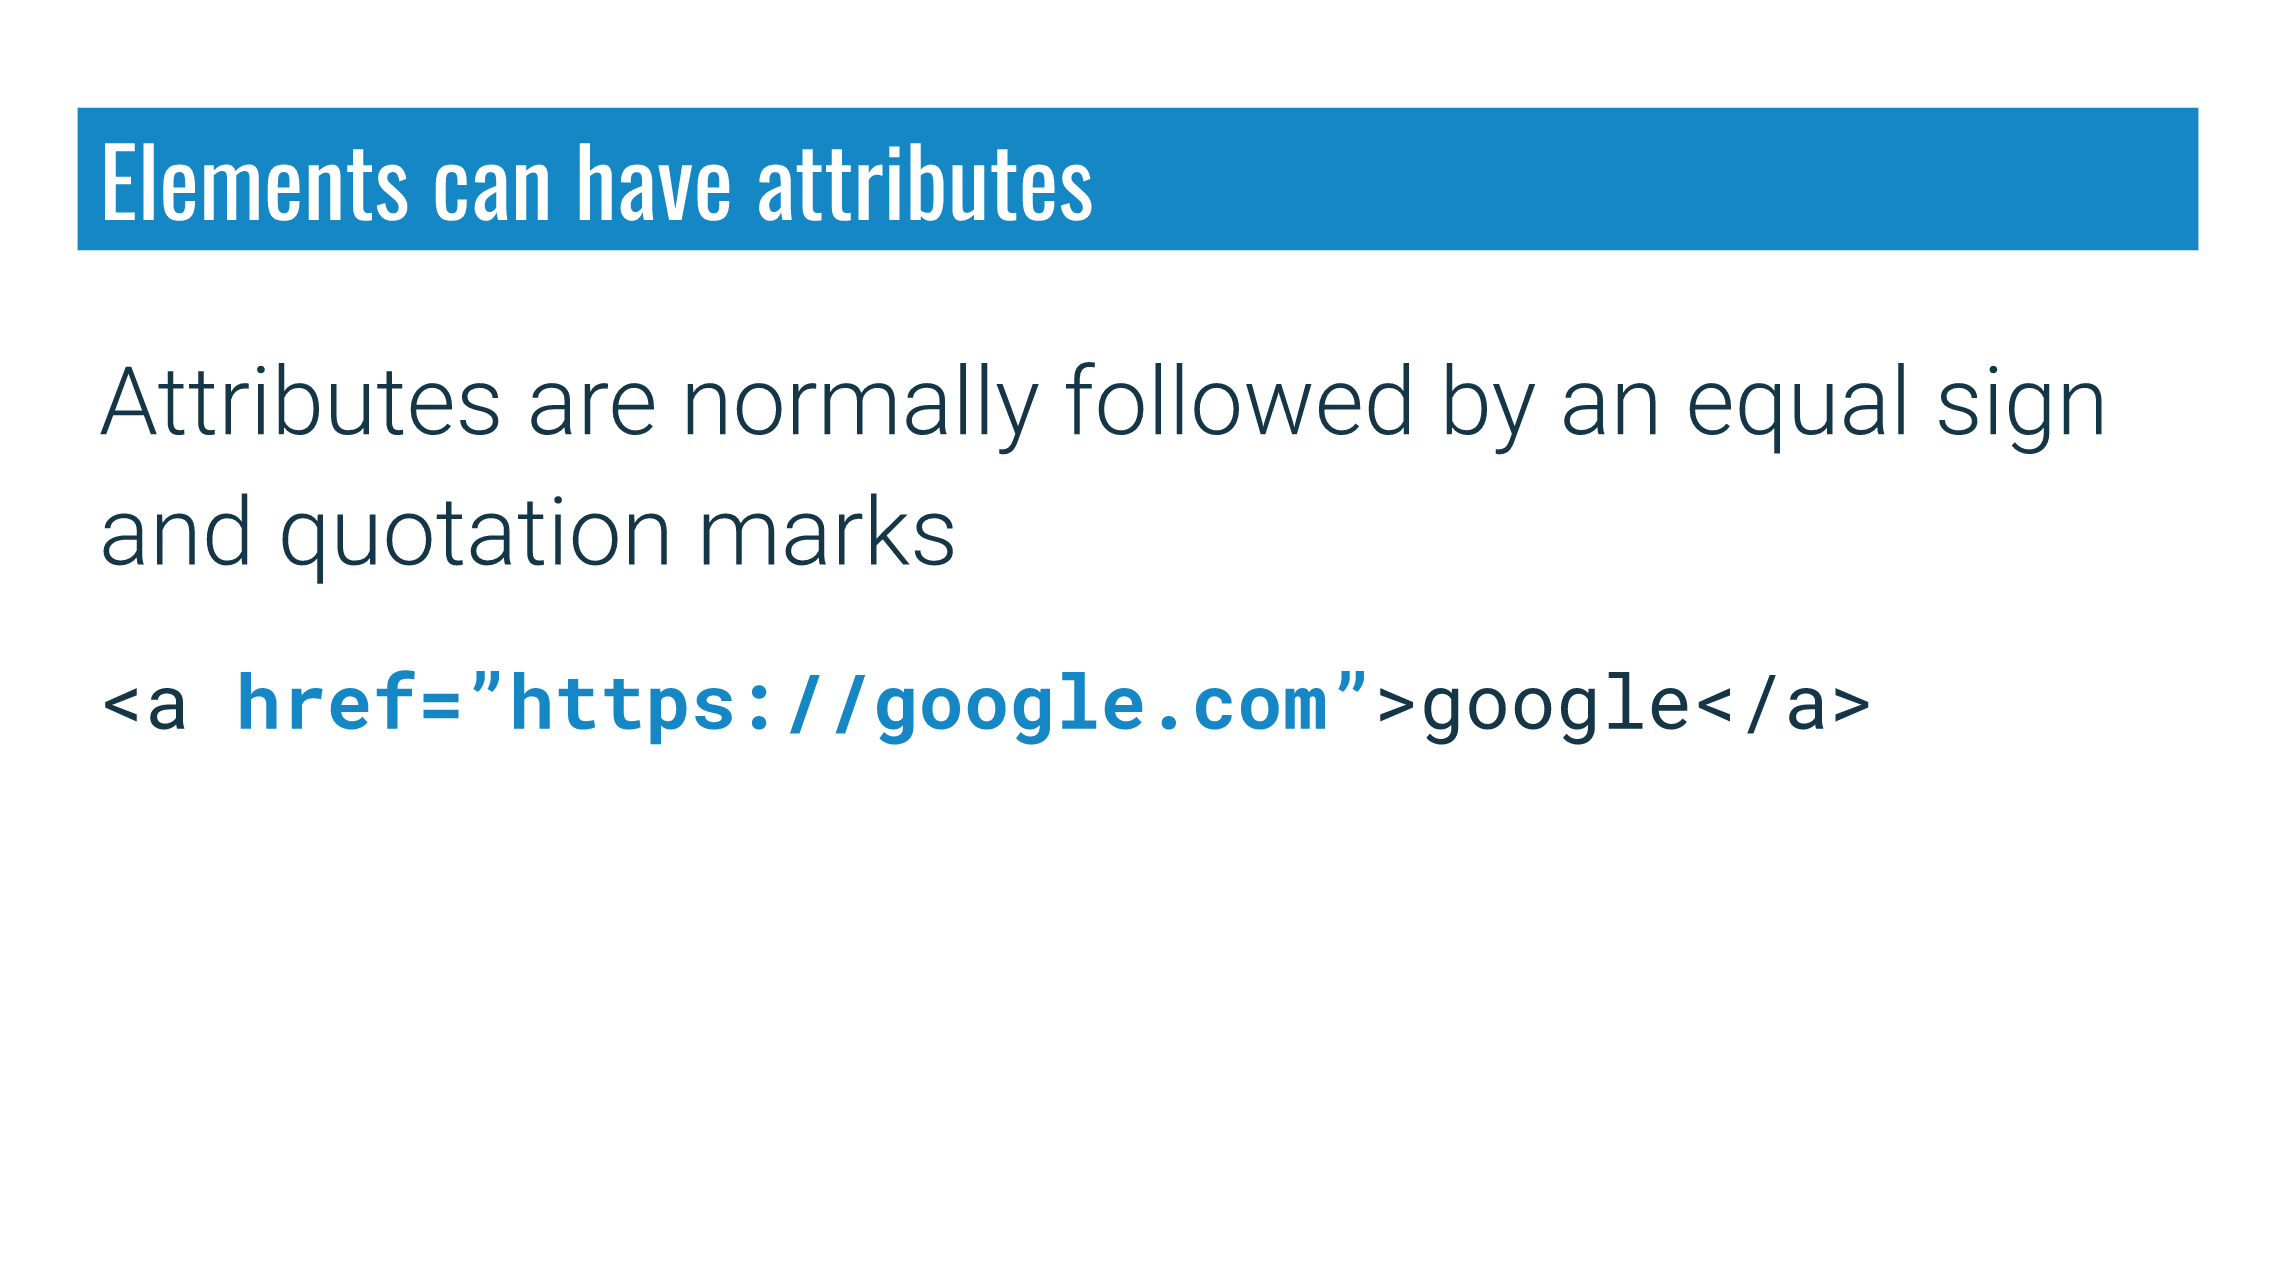 Elements can have attributes
Attributes are normally followed by an equal sign
and quotation marks
<a href=”https://google.com”>google</a>